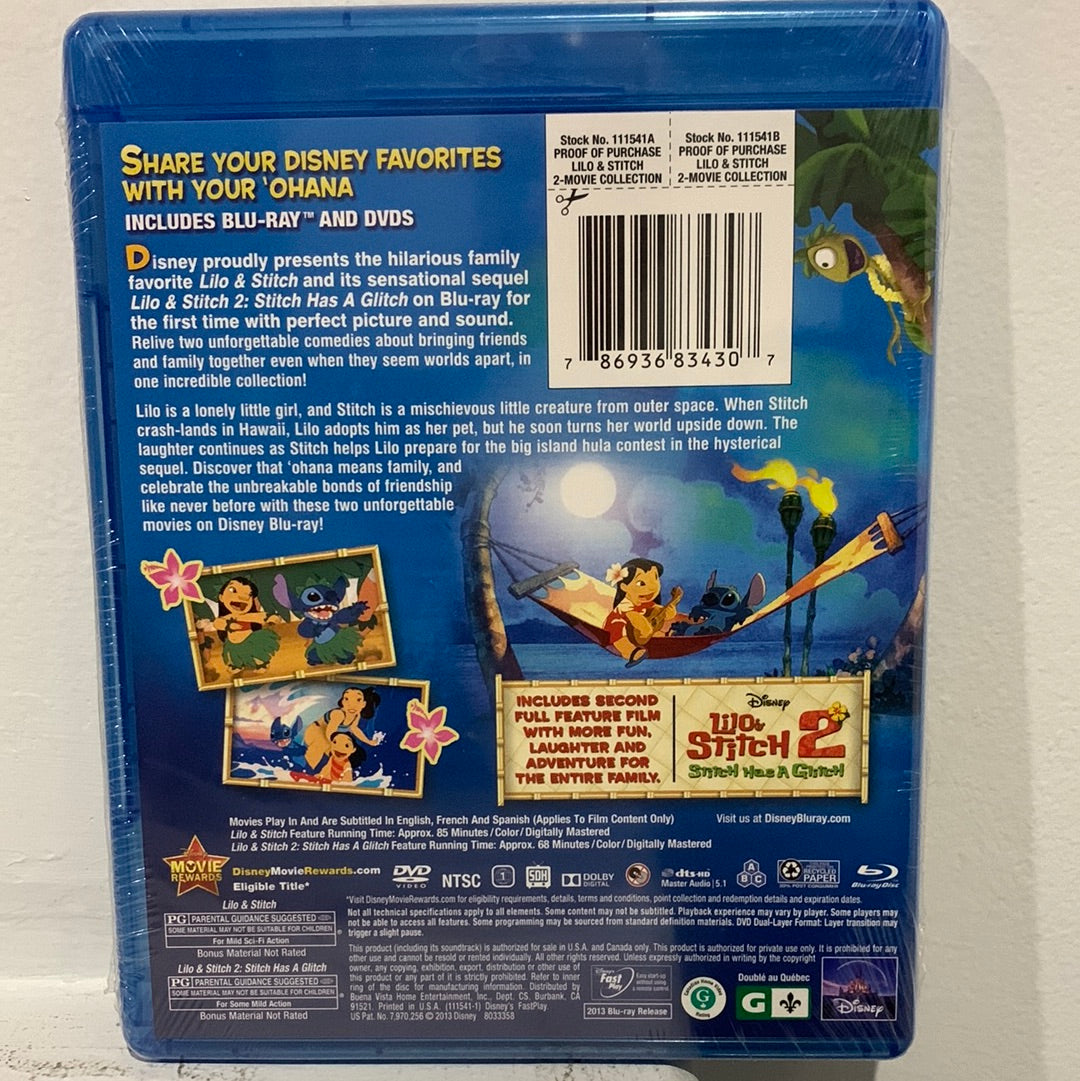 SHARE YOUR DISNEY FAVORITES
WITH YOUR ‘OHANA
INCLUDES BLU-RAY™ AND DVDS
Disney proudly presents the hilarious family
favorite Lilo & Stitch and its sensational sequel
Lilo & Stitch 2: Stitch Has A Glitch on Blu-ray for
the first time with perfect picture and sound.
Relive two unforgettable comedies about bringing friends
and family together even when they seem worlds apart, in
one incredible collection!
Stock No. 111541A
PROOF OF PURCHASE
LILO & STITCH
2-MOVIE COLLECTION
Stock No. 111541B
PROOF OF PURCHASE
LILO & STITCH
2-MOVIE COLLECTION
7 86936 83430 7
Lilo is a lonely little girl, and Stitch is a mischievous little creature from outer space. When Stitch
crash-lands in Hawaii, Lilo adopts him as her pet, but he soon turns her world upside down. The
laughter continues as Stitch helps Lilo prepare for the big island hula contest in the hysterical
sequel. Discover that ‘ohana means family, and
celebrate the unbreakable bonds of friendship
like never before with these two unforgettable
movies on Disney Blu-ray!
INCLUDES SECOND
FULL FEATURE FILM
WITH MORE FUN,
LAUGHTER AND
ADVENTURE FOR
THE ENTIRE FAMILY.
Disney
Lilo &
Stitch 2
Stitch Has A Glitch
Movies Play In And Are Subtitled In English, French And Spanish (Applies To Film Content Only)
Visit us at DisneyBluray.com
Lilo & Stitch Feature Running Time: Approx. 85 Minutes/Color/Digitally Mastered
Lilo & Stitch 2: Stitch Has A Glitch Feature Running Time: Approx. 68 Minutes/Color/Digitally Mastered
MOVIE
REWARDS
DisneyMovieRewards.com
Eligible Title*
DVD
VIDEO
NTSC
1
SDH
DOLBY
DIGITAL
dts-HD
Master Audio | 5.1
A
B C
RECYCLED
PAPER
Blu-ray Disc
*Visit DisneyMovieRewards.com for eligibility requirements, details, terms and conditions, point collection and redemption details and expiration dates.
Not all technical specifications apply to all elements. Some content may not be subtitled. Playback experience may vary by player. Some players may
not be able to access all features. Some programming may be sourced from standard definition materials. DVD Dual-Layer Format: Layer transition may
trigger a slight pause.
Lilo & Stitch
PG PARENTAL GUIDANCE SUGGESTED
SOME MATERIAL MAY NOT BE SUITABLE FOR CHILDREN
For Mild Sci-Fi Action
Bonus Material Not Rated
Lilo & Stitch 2: Stitch Has A Glitch
PG PARENTAL GUIDANCE SUGGESTED
SOME MATERIAL MAY NOT BE SUITABLE FOR CHILDREN
For Some Mild Action
Bonus Material Not Rated
This product (including its soundtrack) is authorized for sale in U.S.A. and Canada only. This product is authorized for private use only. It is prohibited for any
other use and cannot be resold or rented individually. All other rights reserved. Unless expressly authorized in writing by the copyright
owner, any copying, exhibition, export, distribution or other use of
this product or any part of it is strictly prohibited. Refer to inner
ring of the disc for manufacturing information. Distributed by
Buena Vista Home Entertainment, Inc., Dept. CS, Burbank, CA
91521. Printed in U.S.A. (111541-1) Disney's FastPlay.
US Pat. No. 7,970,256 © 2013 Disney 8033358
Disney's
Fast
Play
Easy start-up
without using
a remote control.
2013 Blu-ray Release
Canadian Home Video
G
Rating
Doublé au Québec
G
Disney